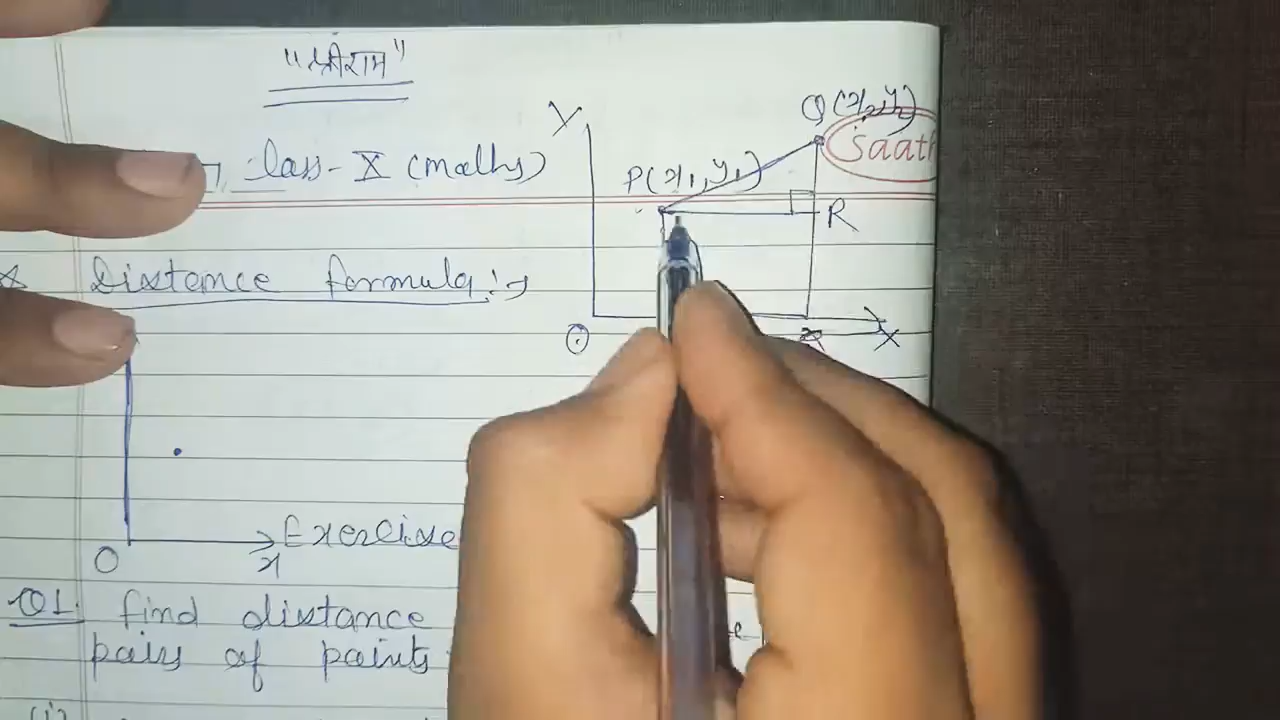 "श्रीराम"
Class-X (maths)
Y
P(x1, y1)
Q(x2, y2)
Saath
R
* Distance formula :→
O
X
O
x
Exercise
Q1. find distance
pairs of points
(i)